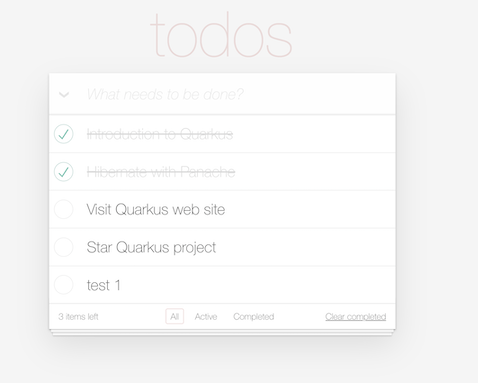 todos
What needs to be done?
Introduction to Quarkus
Hibernate with Panache
Visit Quarkus web site
Star Quarkus project
test 1
3 items left All Active Completed Clear completed